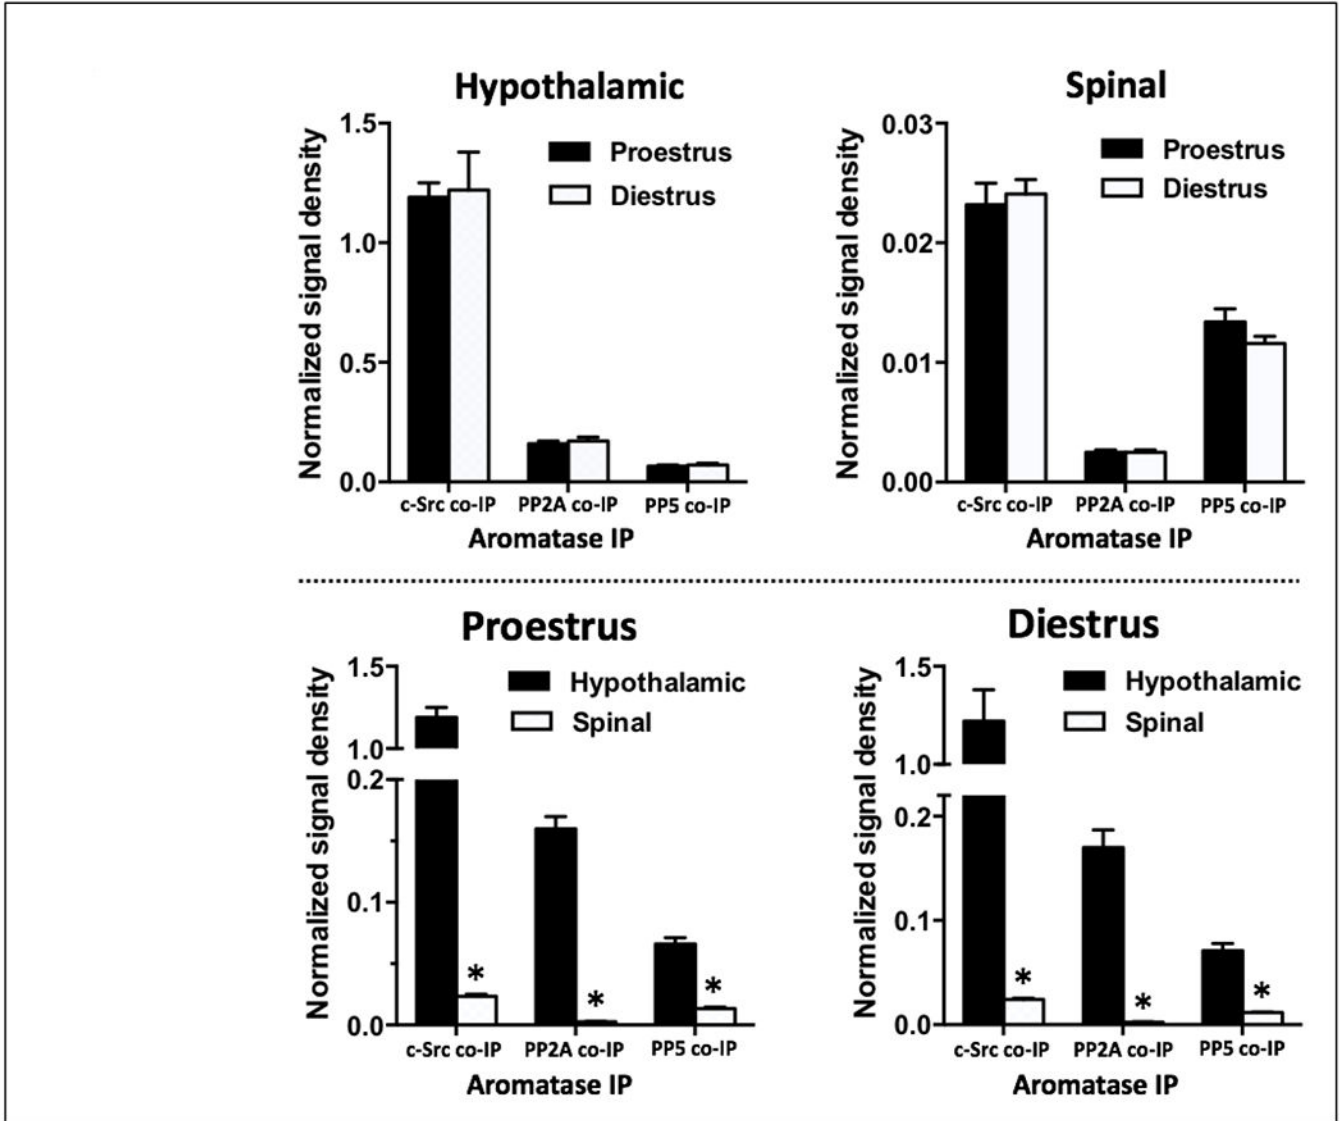 Hypothalamic
Normalized signal density
1.5
1.0
0.5
0.0
Proestrus
Diestrus
c-Src co-IP PP2A co-IP PP5 co-IP
Aromatase IP
Spinal
Normalized signal density
0.03
0.02
0.01
0.00
Proestrus
Diestrus
c-Src co-IP PP2A co-IP PP5 co-IP
Aromatase IP
Proestrus
Normalized signal density
1.5
1.0
0.2
0.1
0.0
Hypothalamic
Spinal
* * *
c-Src co-IP PP2A co-IP PP5 co-IP
Aromatase IP
Diestrus
Normalized signal density
1.5
1.0
0.2
0.1
0.0
Hypothalamic
Spinal
* * *
c-Src co-IP PP2A co-IP PP5 co-IP
Aromatase IP